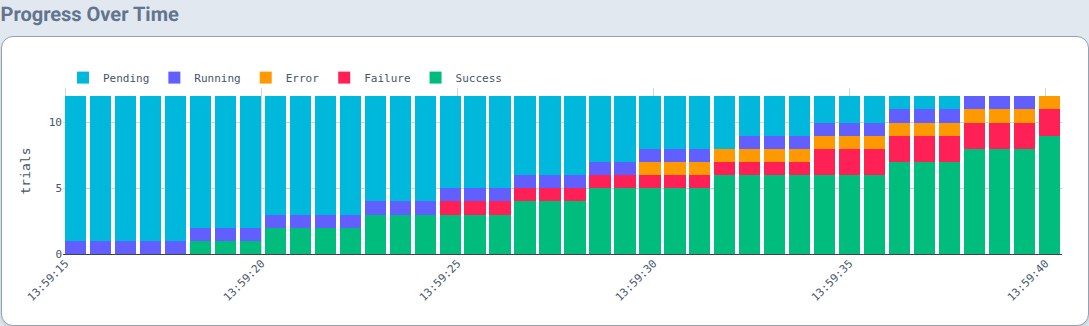 Progress Over Time
Pending Running Error Failure Success
10
5
0
trials
13:59:15 13:59:20 13:59:25 13:59:30 13:59:35 13:59:40